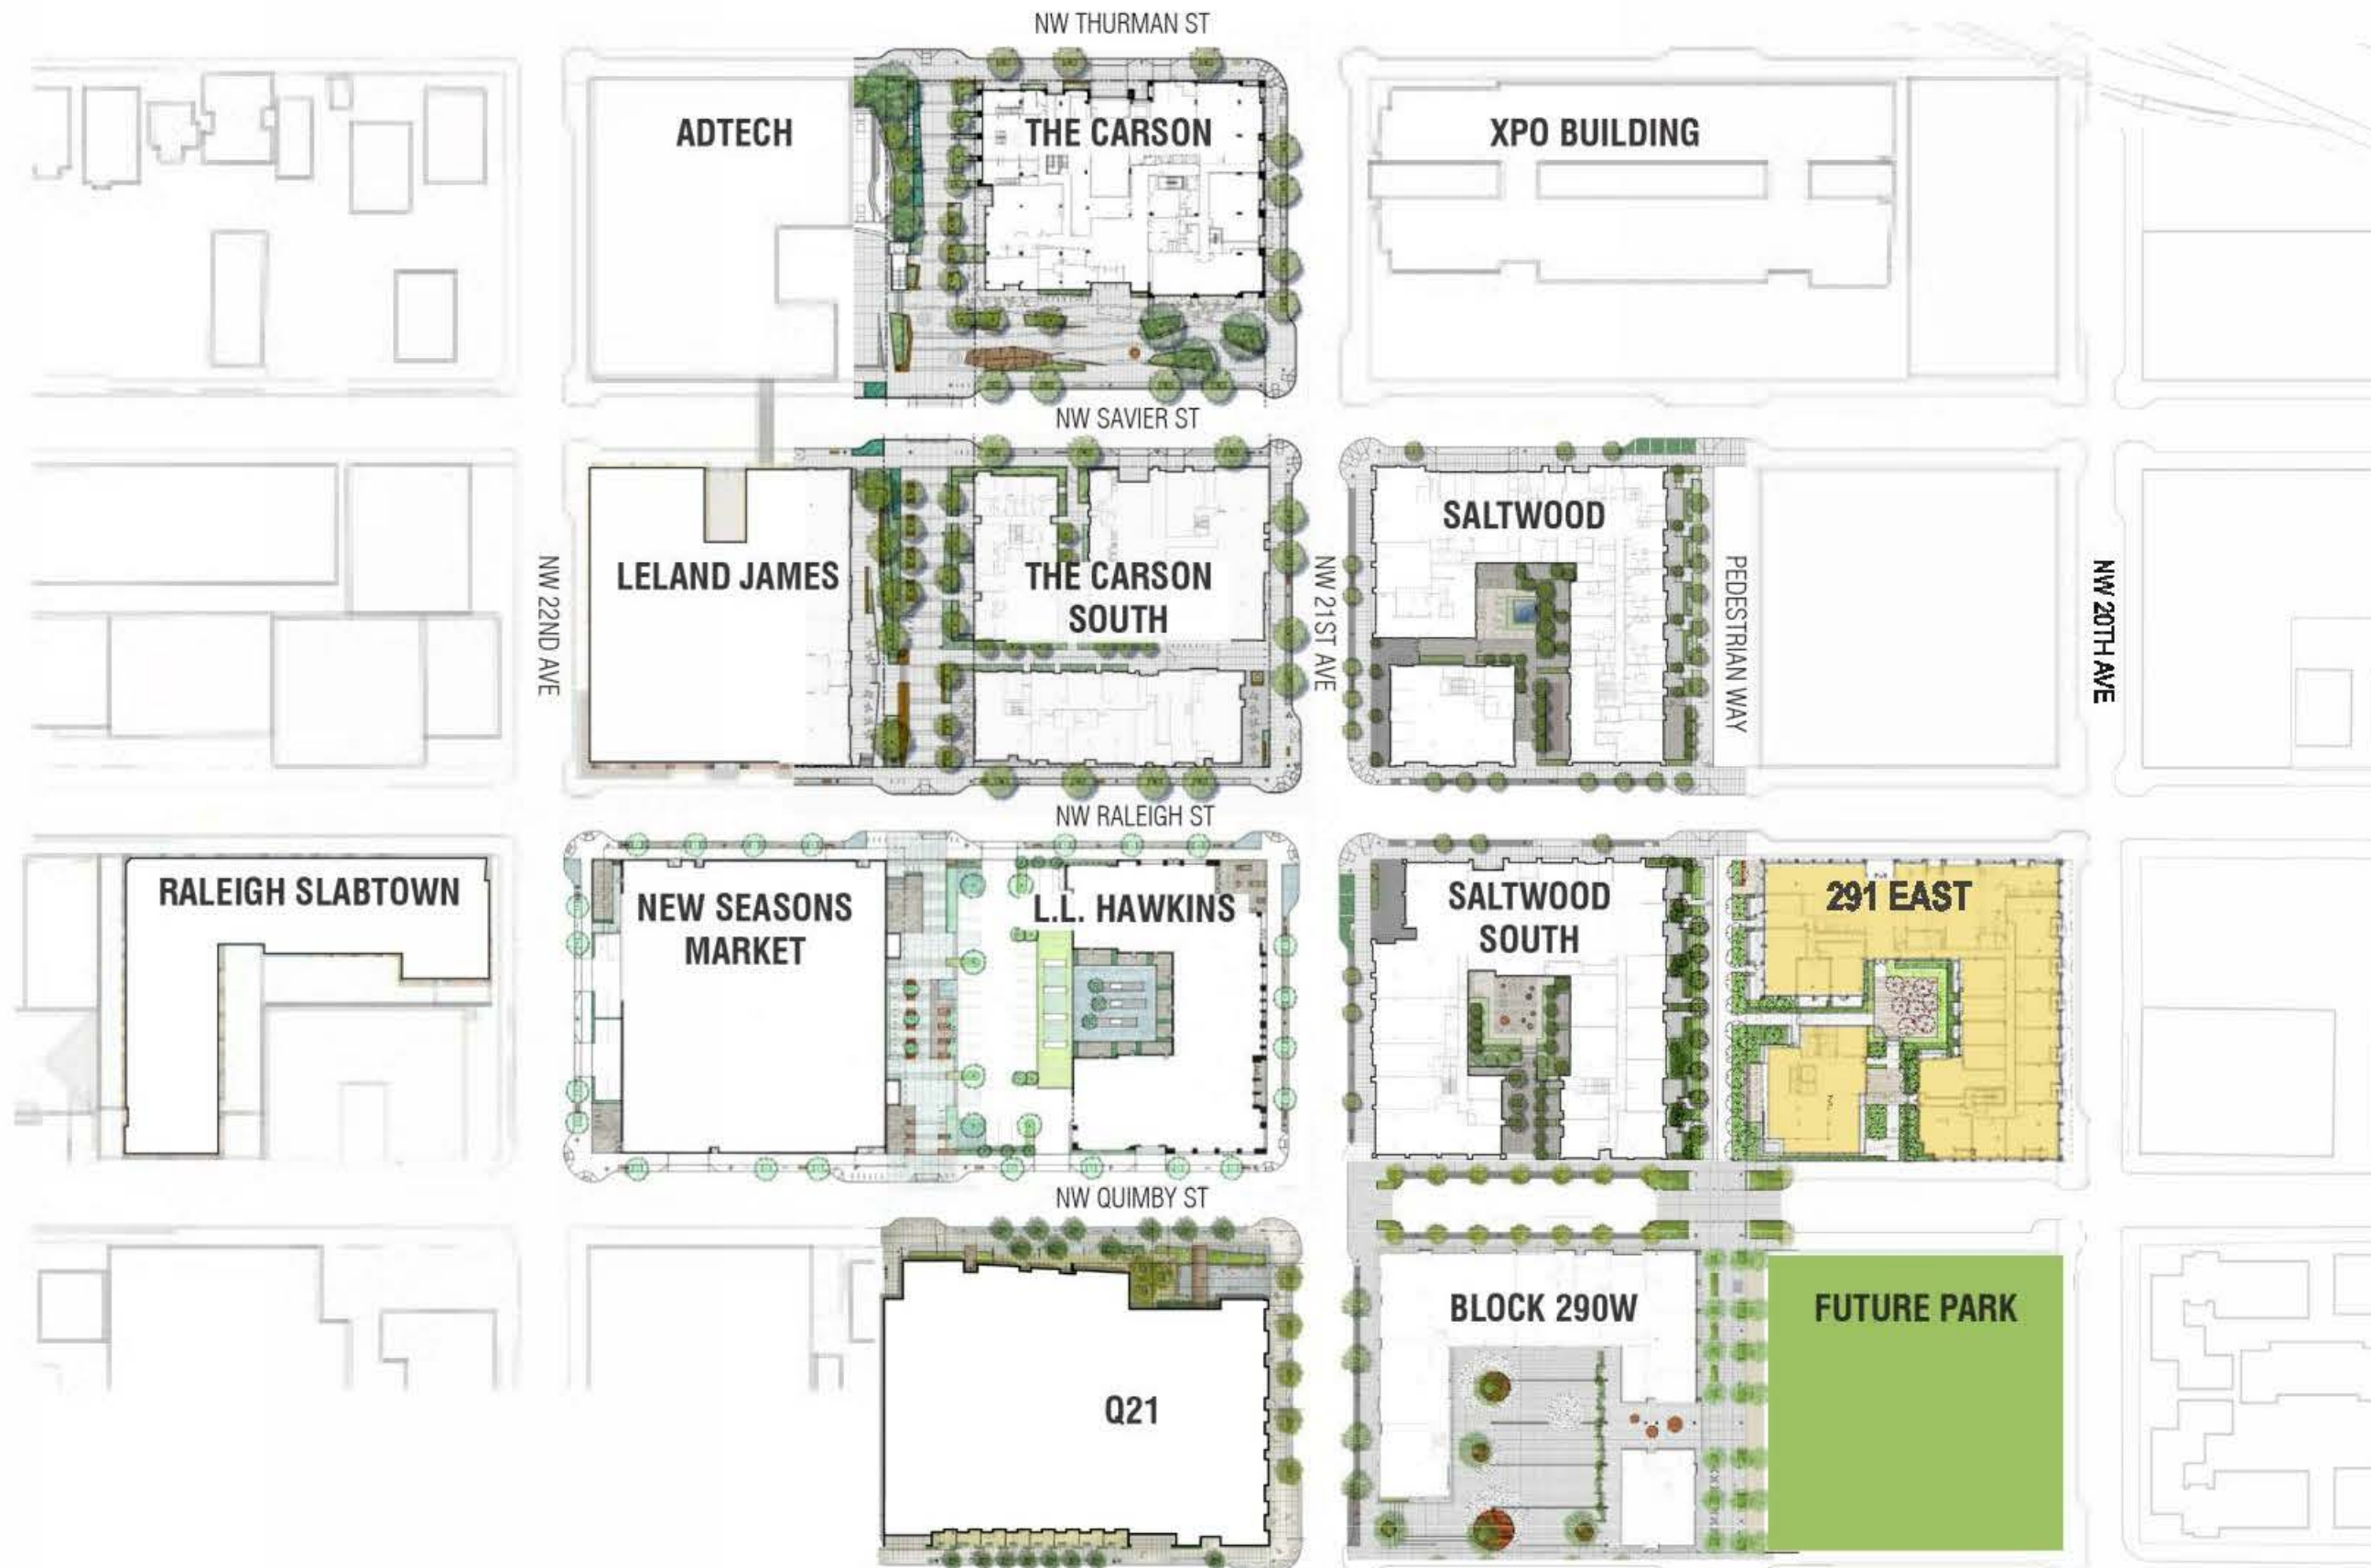 NW THURMAN ST
ADTECH
THE CARSON
XPO BUILDING
NW SAVIER ST
NW 22ND AVE
LELAND JAMES
THE CARSON
SOUTH
NW 21ST AVE
SALTWOOD
PEDESTRIAN WAY
NW 20TH AVE
NW RALEIGH ST
RALEIGH SLABTOWN
NEW SEASONS
MARKET
L.L. HAWKINS
SALTWOOD
SOUTH
291 EAST
NW QUIMBY ST
Q21
BLOCK 290W
FUTURE PARK